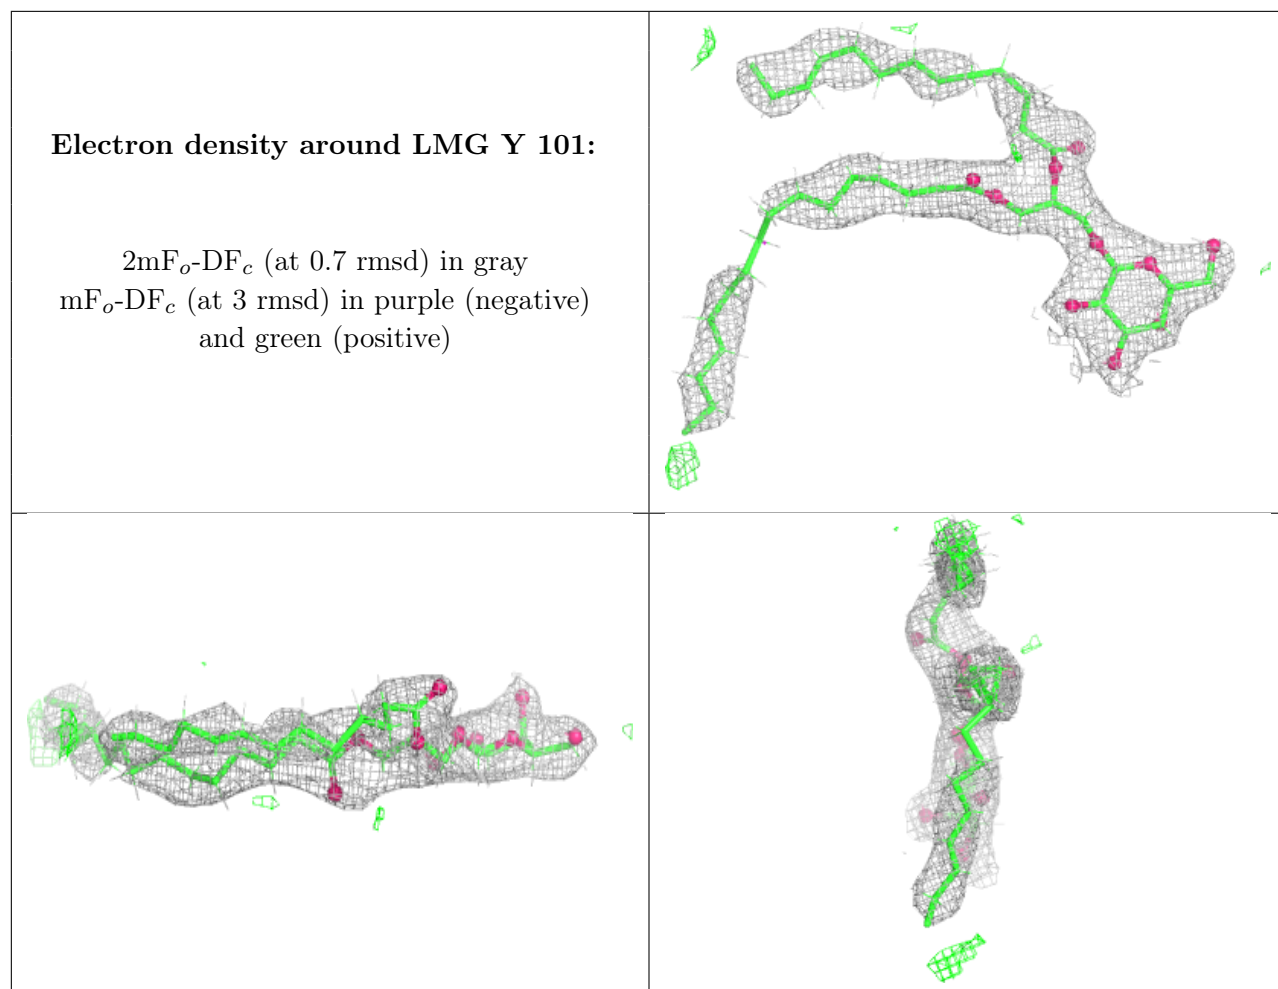 Electron density around LMG Y 101:
2mFo-DFc (at 0.7 rmsd) in gray
mFo-DFc (at 3 rmsd) in purple (negative)
and green (positive)